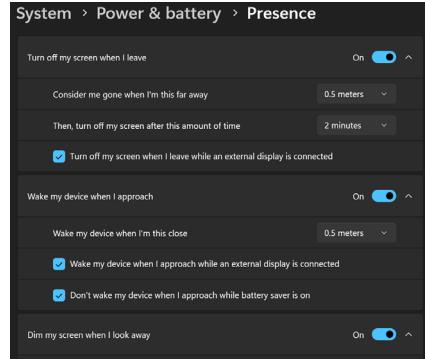 System > Power & battery > Presence
Turn off my screen when I leave On
Consider me gone when I'm this far away 0.5 meters
Then, turn off my screen after this amount of time 2 minutes
Turn off my screen when I leave while an external display is connected
Wake my device when I approach On
Wake my device when I'm this close 0.5 meters
Wake my device when I approach while an external display is connected
Don't wake my device when I approach while battery saver is on
Dim my screen when I look away On